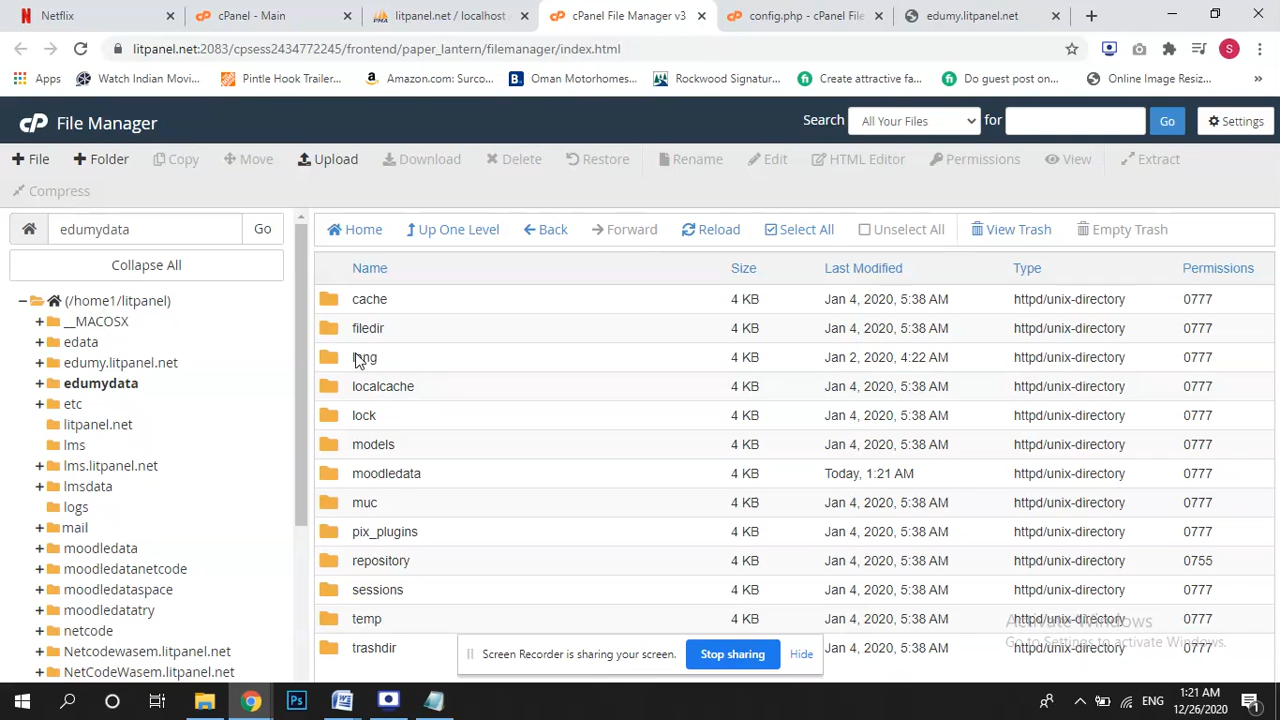 Netflix
cPanel - Main
litpanel.net / localhost
cPanel File Manager v3
config.php - cPanel File
edumy.litpanel.net
litpanel.net:2083/cpsess2434772245/frontend/paper_lantern/filemanager/index.html
S
Apps
Watch Indian Movi...
Pintle Hook Trailer...
Amazon.com: Surco...
Oman Motorhomes...
Rockwood Signatur...
Create attractive fa...
Do guest post on...
Online Image Resiz...
File Manager
Search
All Your Files
for
Go
Settings
File
Folder
Copy
Move
Upload
Download
Delete
Restore
Rename
Edit
HTML Editor
Permissions
View
Extract
Compress
edumydata
Go
Home
Up One Level
Back
Forward
Reload
Select All
Unselect All
View Trash
Empty Trash
Collapse All
(/home1/litpanel)
__MACOSX
edata
edumy.litpanel.net
edumydata
etc
litpanel.net
lms
lms.litpanel.net
lmsdata
logs
mail
moodledata
moodledatanetcode
moodledataspace
moodledatatry
netcode
Netcodewasem.litpanel.net
NetCodeWasem.litpanel.net
Name Size Last Modified Type Permissions
cache 4 KB Jan 4, 2020, 5:38 AM httpd/unix-directory 0777
filedir 4 KB Jan 4, 2020, 5:38 AM httpd/unix-directory 0777
lang 4 KB Jan 2, 2020, 4:22 AM httpd/unix-directory 0777
localcache 4 KB Jan 4, 2020, 5:38 AM httpd/unix-directory 0777
lock 4 KB Jan 4, 2020, 5:38 AM httpd/unix-directory 0777
models 4 KB Jan 4, 2020, 5:38 AM httpd/unix-directory 0777
moodledata 4 KB Today, 1:21 AM httpd/unix-directory 0777
muc 4 KB Jan 4, 2020, 5:38 AM httpd/unix-directory 0777
pix_plugins 4 KB Jan 4, 2020, 5:38 AM httpd/unix-directory 0777
repository 4 KB Jan 4, 2020, 5:38 AM httpd/unix-directory 0755
sessions 4 KB Jan 4, 2020, 5:38 AM httpd/unix-directory 0777
temp 4 KB Jan 4, 2020, 5:38 AM httpd/unix-directory 0777
trashdir 4 KB Jan 4, 2020, 5:38 AM httpd/unix-directory 0777
Activate Windows
Go to Settings to activate Windows.
Screen Recorder is sharing your screen.
Stop sharing
Hide
ENG
1:21 AM
12/26/2020
1